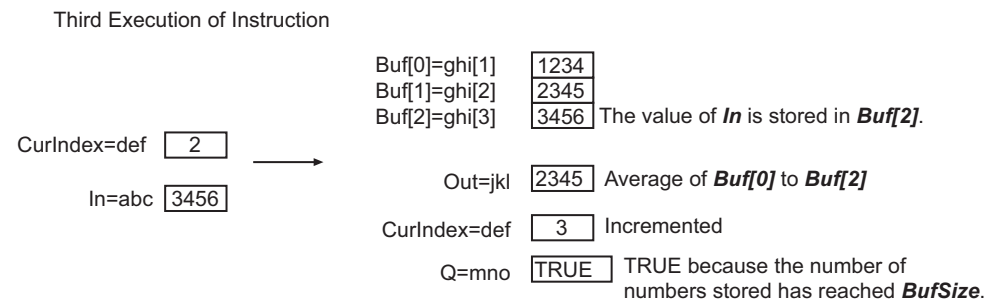 Third Execution of Instruction
Buf[0]=ghi[1] 1234
Buf[1]=ghi[2] 2345
Buf[2]=ghi[3] 3456 The value of In is stored in Buf[2].
CurIndex=def 2
In=abc 3456
Out=jkl 2345 Average of Buf[0] to Buf[2]
CurIndex=def 3 Incremented
Q=mno TRUE TRUE because the number of
numbers stored has reached BufSize.